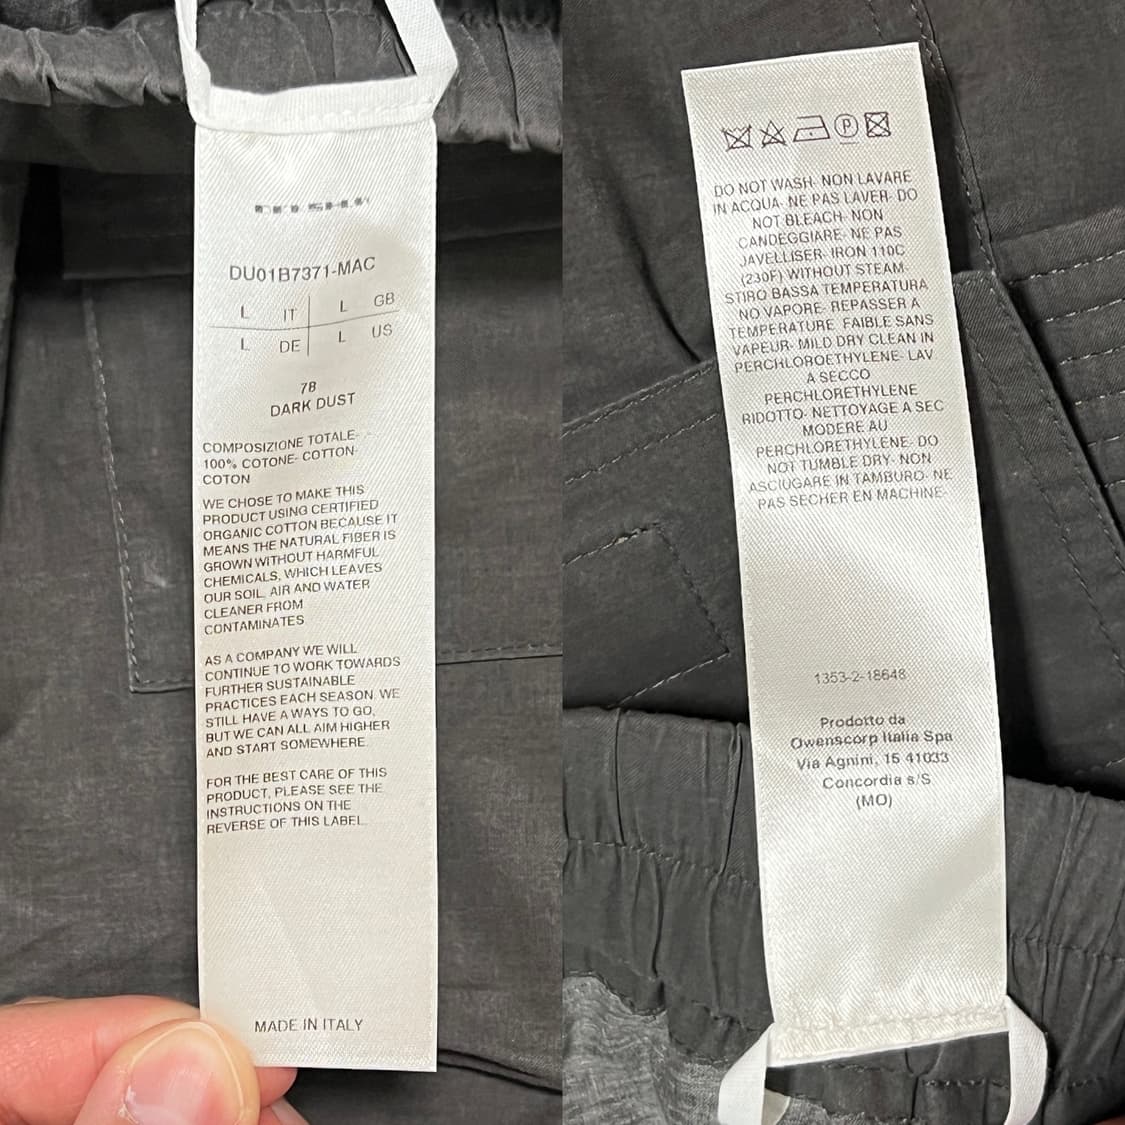 DRKSHDW
DU01B7371-MAC
L IT L GB
L DE L US
78
DARK DUST
COMPOSIZIONE TOTALE-
100% COTONE- COTTON-
COTON
WE CHOSE TO MAKE THIS
PRODUCT USING CERTIFIED
ORGANIC COTTON BECAUSE IT
MEANS THE NATURAL FIBER IS
GROWN WITHOUT HARMFUL
CHEMICALS, WHICH LEAVES
OUR SOIL, AIR AND WATER
CLEANER FROM
CONTAMINATES
AS A COMPANY WE WILL
CONTINUE TO WORK TOWARDS
FURTHER SUSTAINABLE
PRACTICES EACH SEASON. WE
STILL HAVE A WAYS TO GO,
BUT WE CAN ALL AIM HIGHER
AND START SOMEWHERE.
FOR THE BEST CARE OF THIS
PRODUCT, PLEASE SEE THE
INSTRUCTIONS ON THE
REVERSE OF THIS LABEL.
MADE IN ITALY
P
DO NOT WASH- NON LAVARE
IN ACQUA- NE PAS LAVER- DO
NOT BLEACH- NON
CANDEGGIARE- NE PAS
JAVELLISER- IRON 110C
(230F) WITHOUT STEAM-
STIRO BASSA TEMPERATURA
NO VAPORE- REPASSER A
TEMPERATURE FAIBLE SANS
VAPEUR- MILD DRY CLEAN IN
PERCHLOROETHYLENE- LAV
A SECCO
PERCHLORETHYLENE
RIDOTTO- NETTOYAGE A SEC
MODERE AU
PERCHLORETHYLENE- DO
NOT TUMBLE DRY- NON
ASCIUGARE IN TAMBURO- NE
PAS SECHER EN MACHINE-
1353-2-18648
Prodotto da
Owenscorp Italia Spa
Via Agnini, 15 41033
Concordia s/S
(MO)